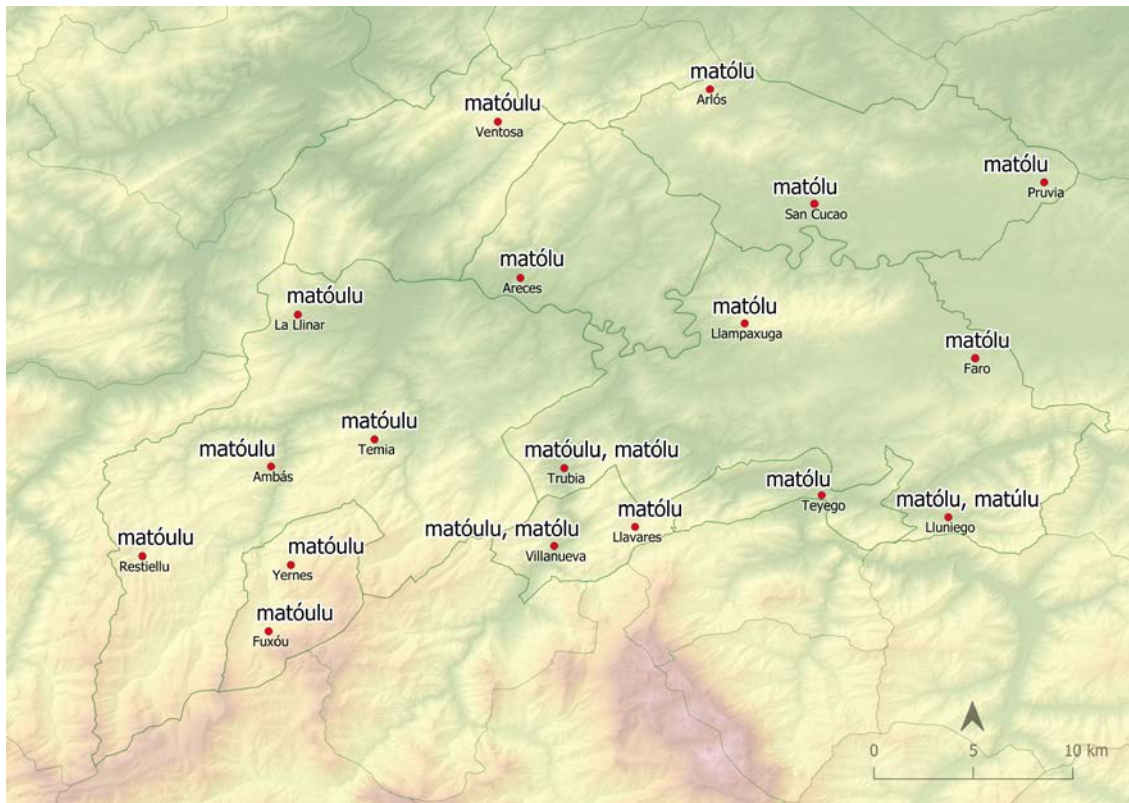 matólu
Arlós
matóulu
Ventosa
matólu
Pruvia
matólu
San Cucao
matólu
Areces
matóulu
La Llinar
matólu
Llampaxuga
matólu
Faro
matóulu
Temia
matóulu
Ambás
matóulu, matólu
Trubia
matólu
Teyego
matólu, matúlu
Lluniego
matólu
Llavares
matóulu, matólu
Villanueva
matóulu
Restiellu
matóulu
Yernes
matóulu
Fuxóu
0 5 10 km